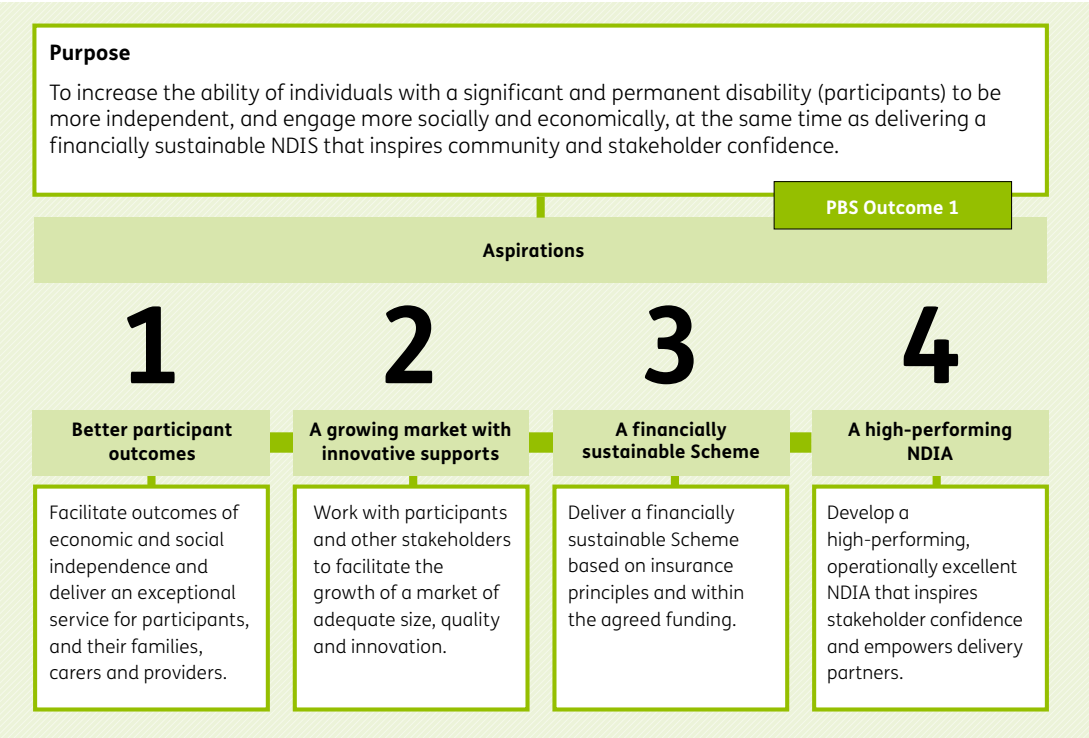 Purpose
To increase the ability of individuals with a significant and permanent disability (participants) to be
more independent, and engage more socially and economically, at the same time as delivering a
financially sustainable NDIS that inspires community and stakeholder confidence.
PBS Outcome 1
Aspirations
1
Better participant
outcomes
Facilitate outcomes of
economic and social
independence and
deliver an exceptional
service for participants,
and their families,
carers and providers.
2
A growing market with
innovative supports
Work with participants
and other stakeholders
to facilitate the
growth of a market of
adequate size, quality
and innovation.
3
A financially
sustainable Scheme
Deliver a financially
sustainable Scheme
based on insurance
principles and within
the agreed funding.
4
A high-performing
NDIA
Develop a
high-performing,
operationally excellent
NDIA that inspires
stakeholder confidence
and empowers delivery
partners.